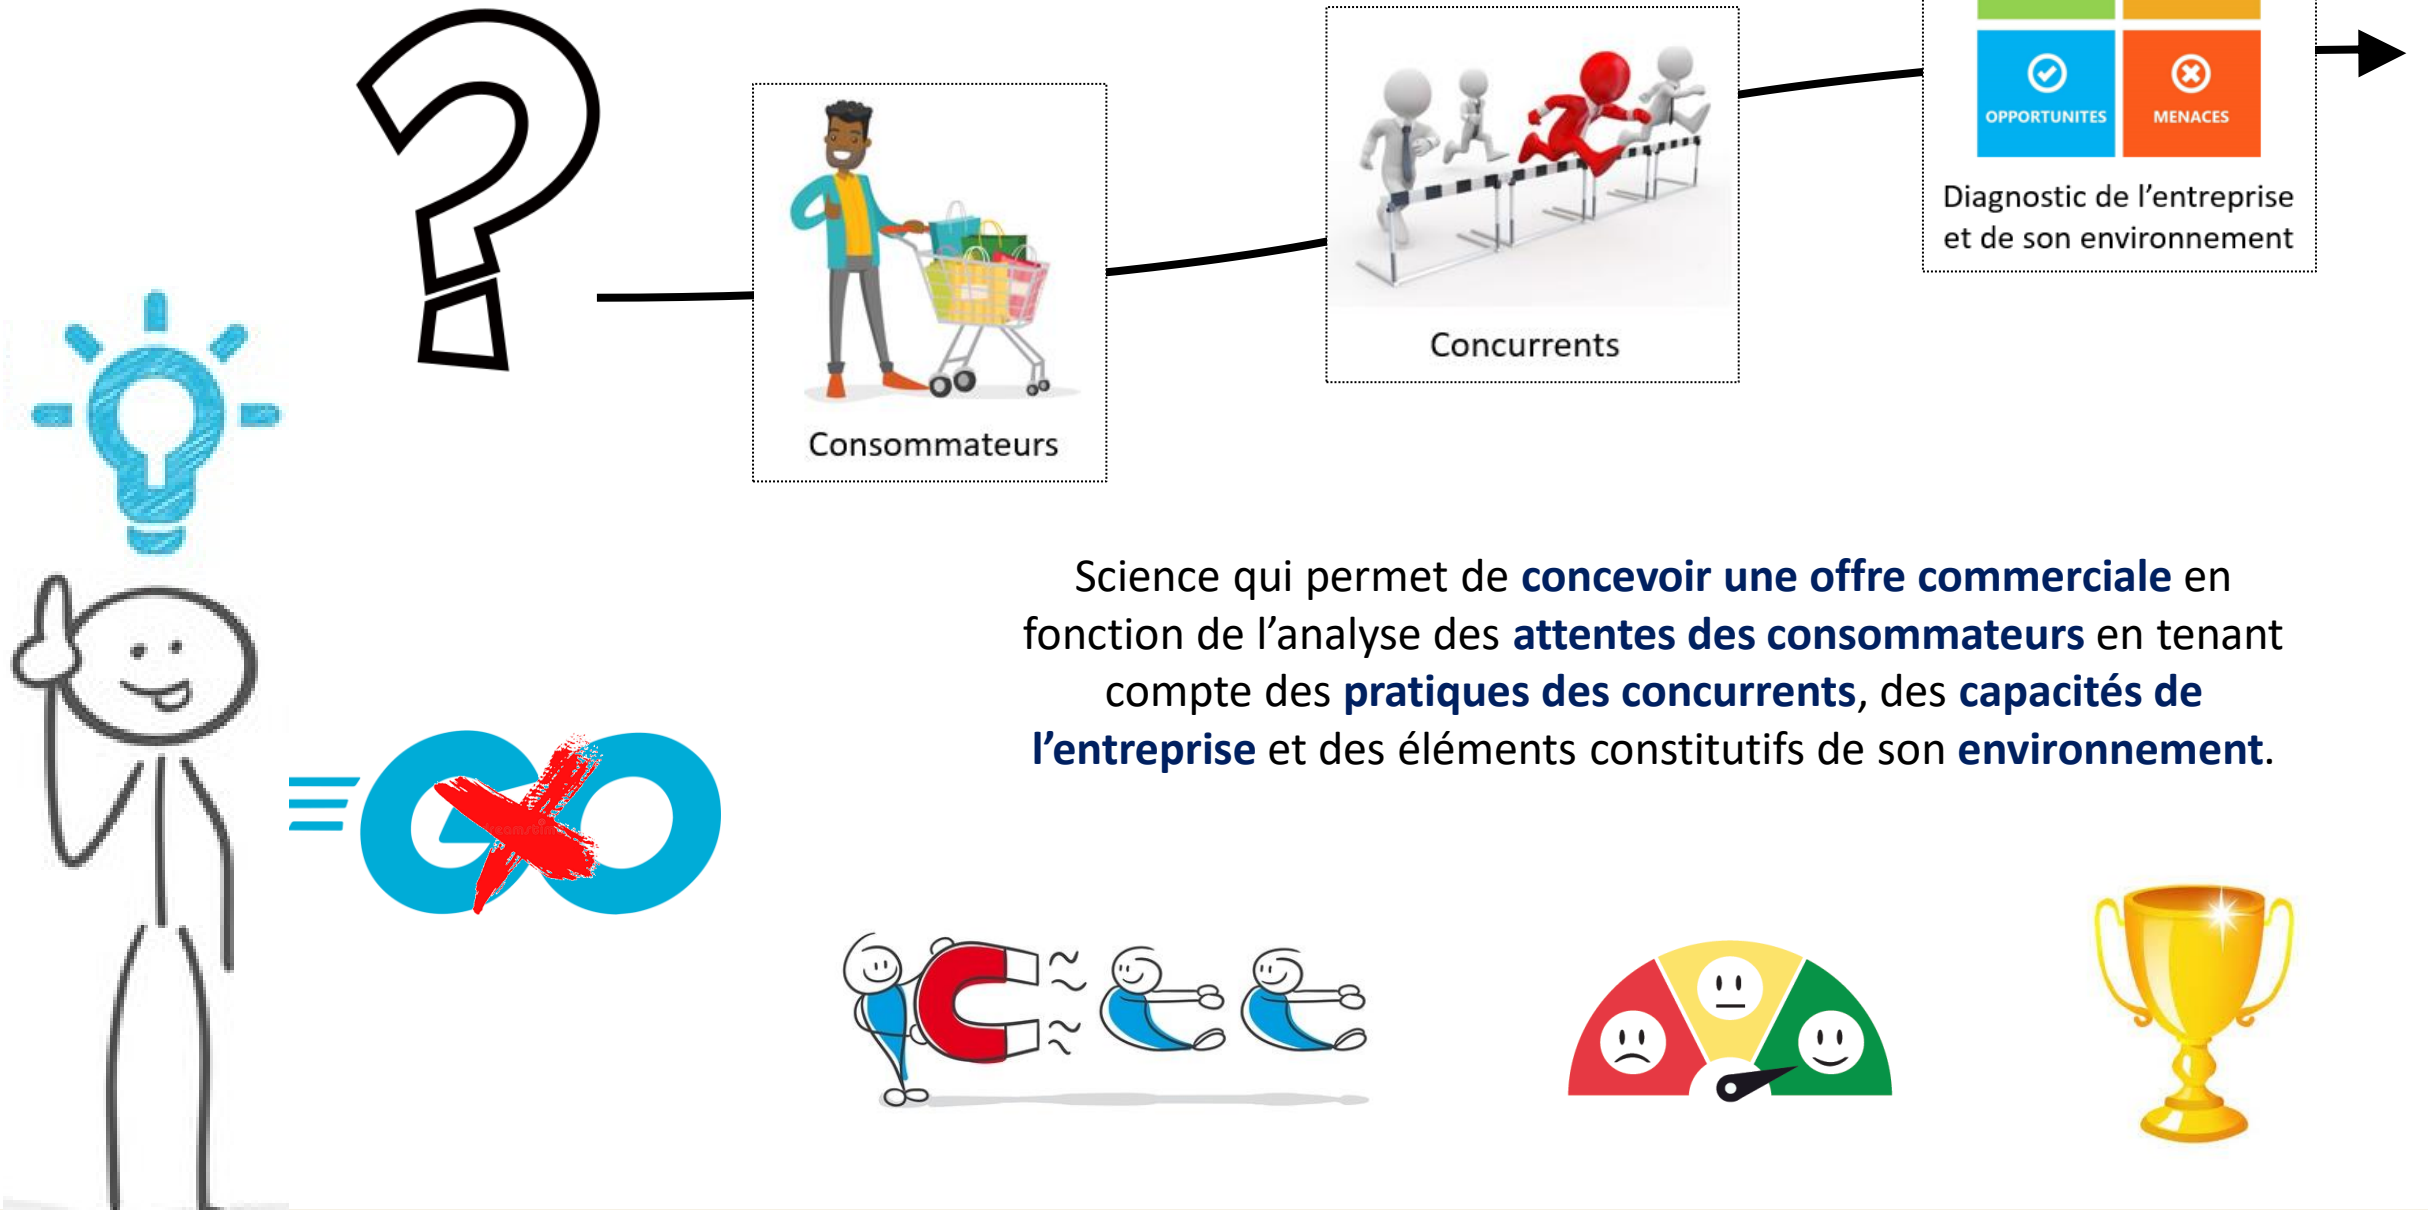 OPPORTUNITES
MENACES
Diagnostic de l’entreprise
et de son environnement
Concurrents
Consommateurs
Science qui permet de concevoir une offre commerciale en
fonction de l’analyse des attentes des consommateurs en tenant
compte des pratiques des concurrents, des capacités de
l’entreprise et des éléments constitutifs de son environnement.
GO